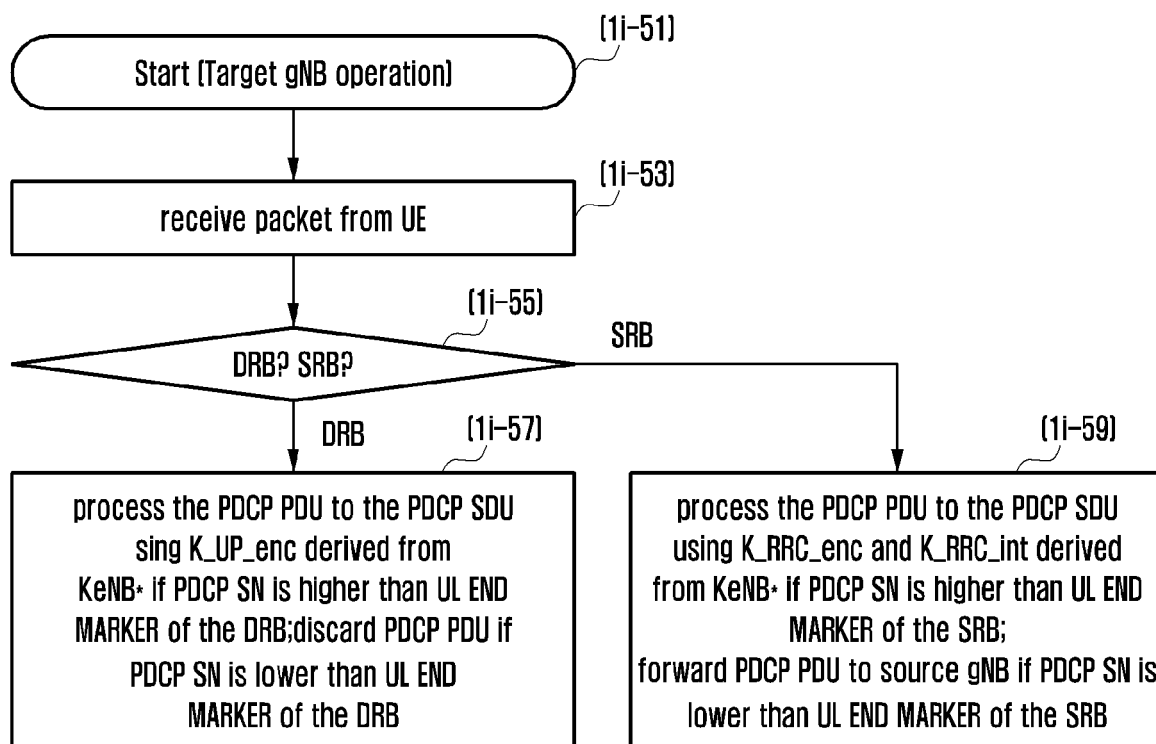 (1i-51)
Start (Target gNB operation)
(1i-53)
receive packet from UE
(1i-55)
DRB? SRB?
SRB
DRB
(1i-57)
process the PDCP PDU to the PDCP SDU
sing K_UP_enc derived from
KeNB* if PDCP SN is higher than UL END
MARKER of the DRB;discard PDCP PDU if
PDCP SN is lower than UL END
MARKER of the DRB
(1i-59)
process the PDCP PDU to the PDCP SDU
using K_RRC_enc and K_RRC_int derived
from KeNB* if PDCP SN is higher than UL END
MARKER of the SRB;
forward PDCP PDU to source gNB if PDCP SN is
lower than UL END MARKER of the SRB